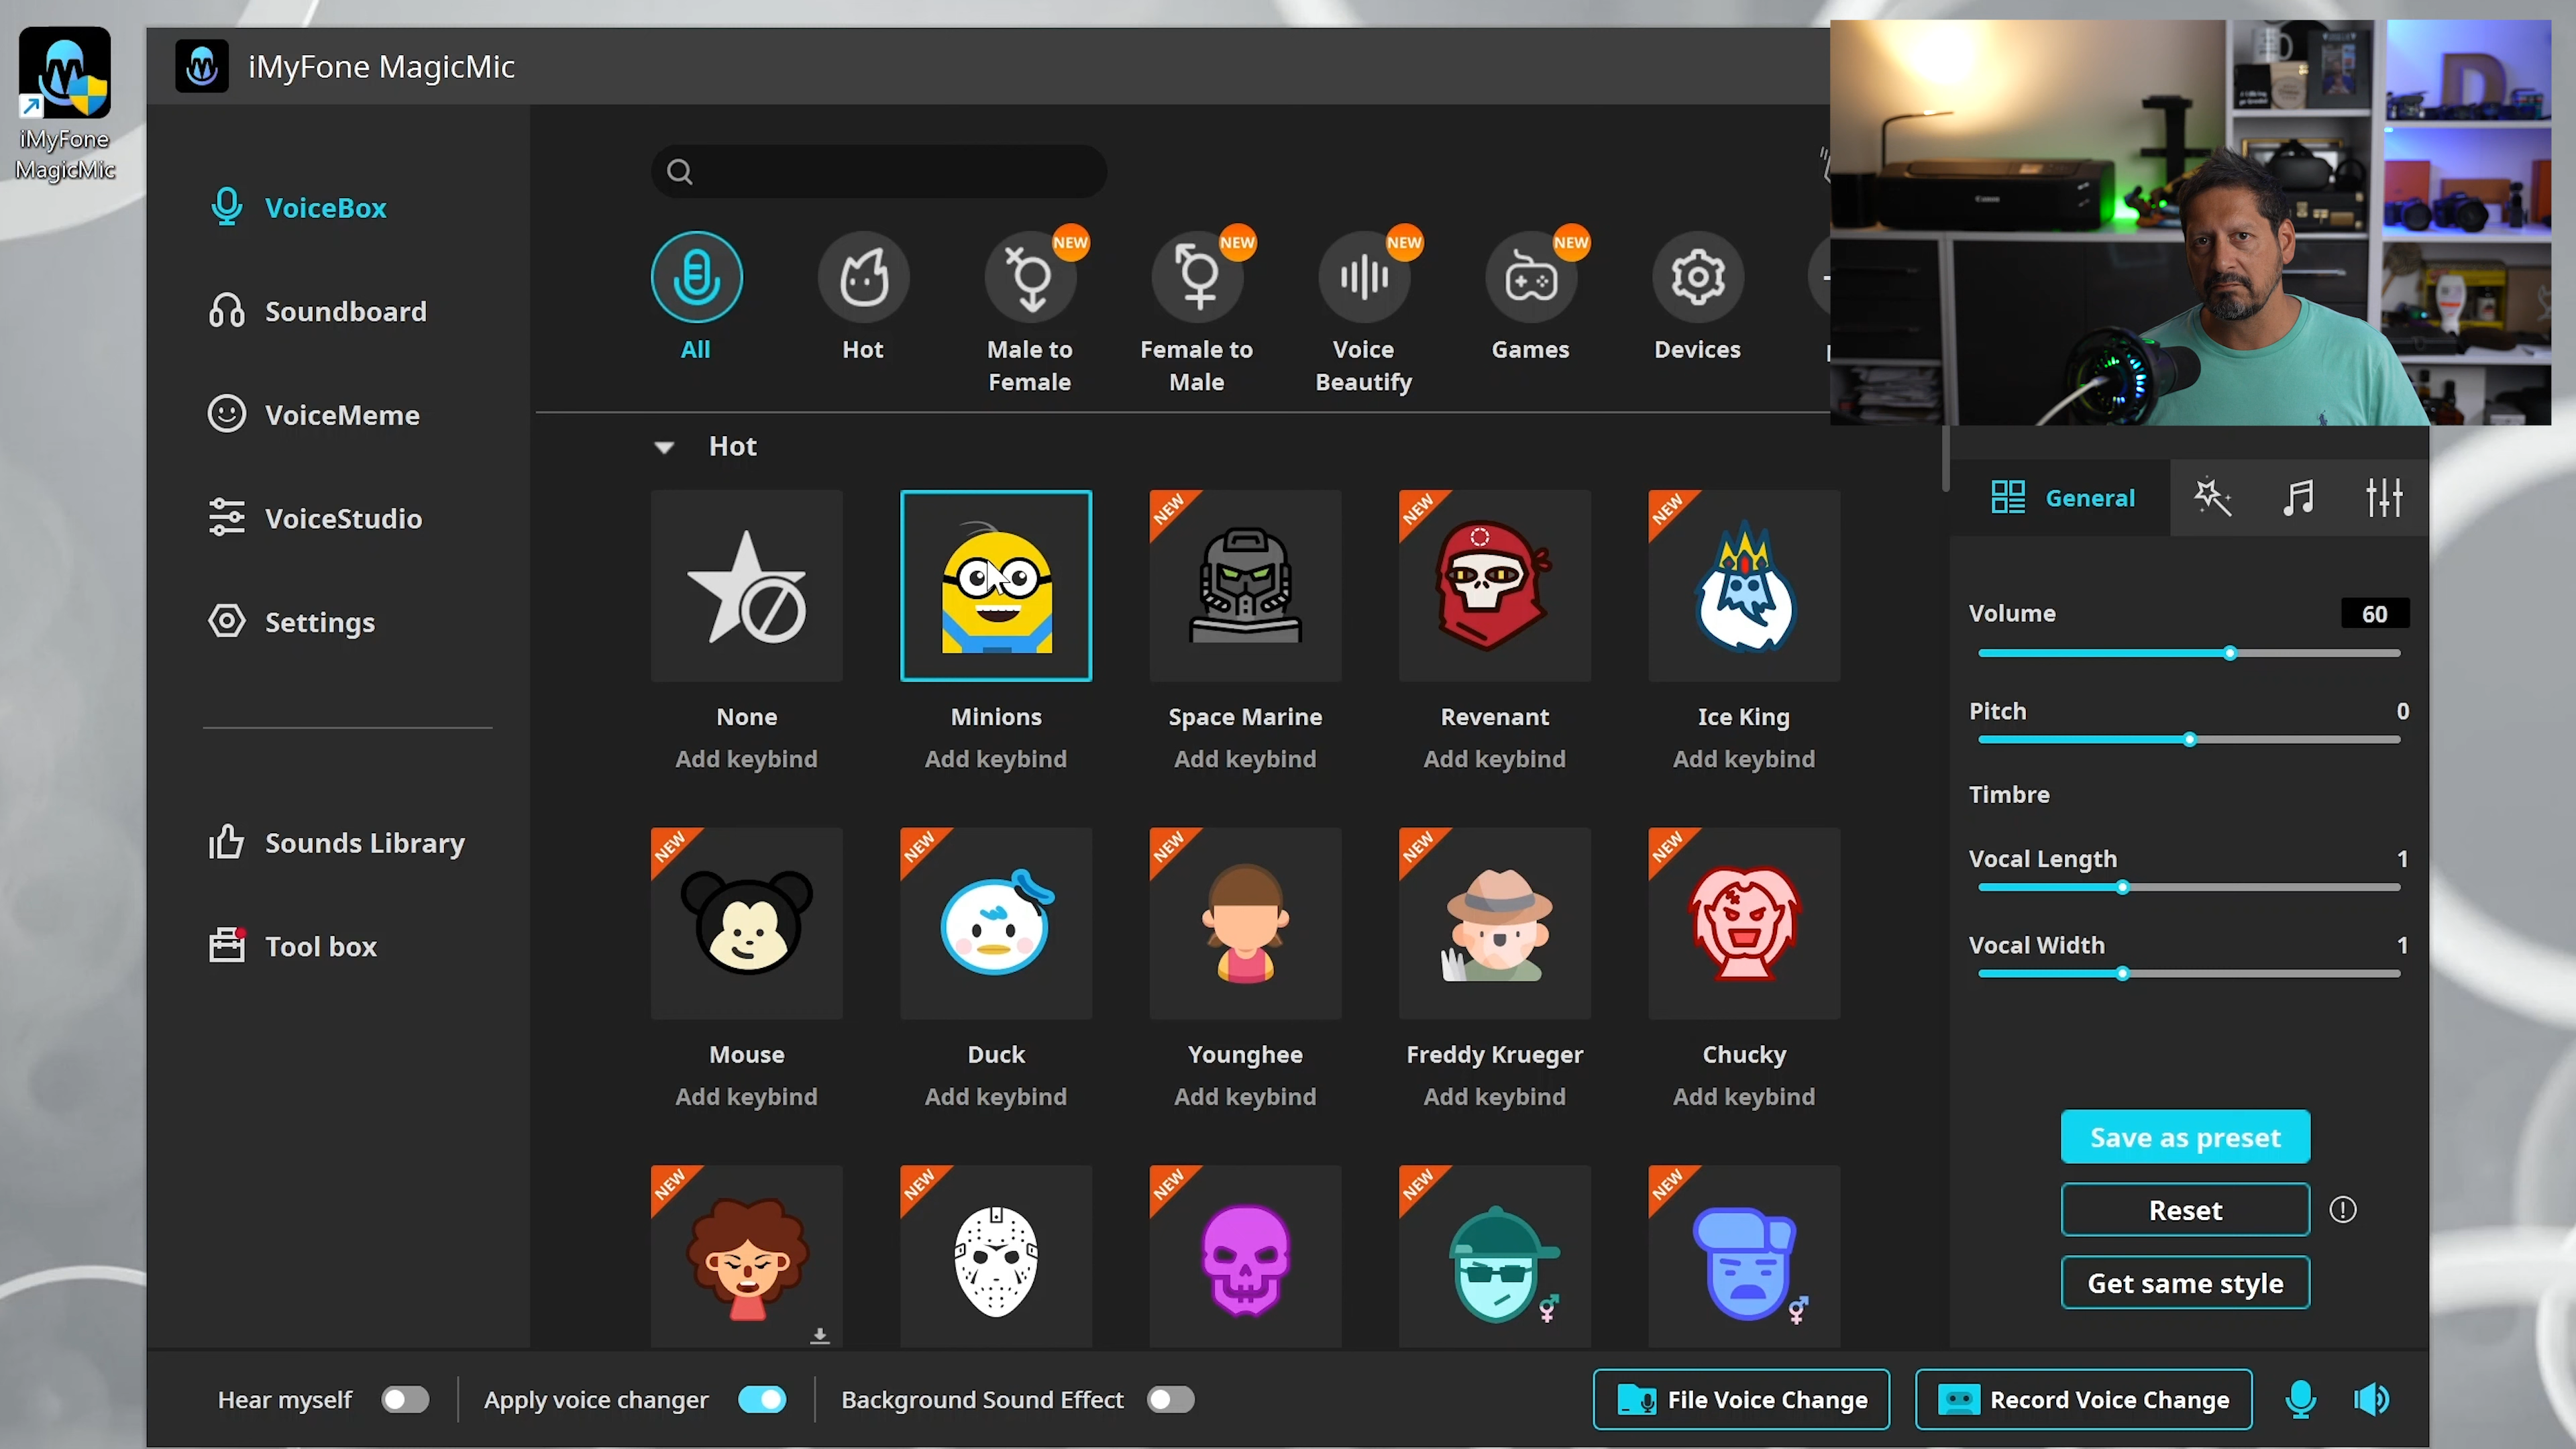 iMyFone
MagicMic
iMyFone MagicMic
VoiceBox
Soundboard
VoiceMeme
VoiceStudio
Settings
Sounds Library
Tool box
NEW
NEW
NEW
NEW
All
Hot
Male to
Female
Female to
Male
Voice
Beautify
Games
Devices
Hot
NEW
NEW
NEW
None
Minions
Space Marine
Revenant
Ice King
Add keybind
Add keybind
Add keybind
Add keybind
Add keybind
NEW
NEW
NEW
NEW
NEW
Mouse
Duck
Younghee
Freddy Krueger
Chucky
Add keybind
Add keybind
Add keybind
Add keybind
Add keybind
NEW
NEW
NEW
NEW
NEW
Canon
D
General
Volume 60
Pitch 0
Timbre
Vocal Length 1
Vocal Width 1
Save as preset
Reset
Get same style
Hear myself
Apply voice changer
Background Sound Effect
File Voice Change
Record Voice Change